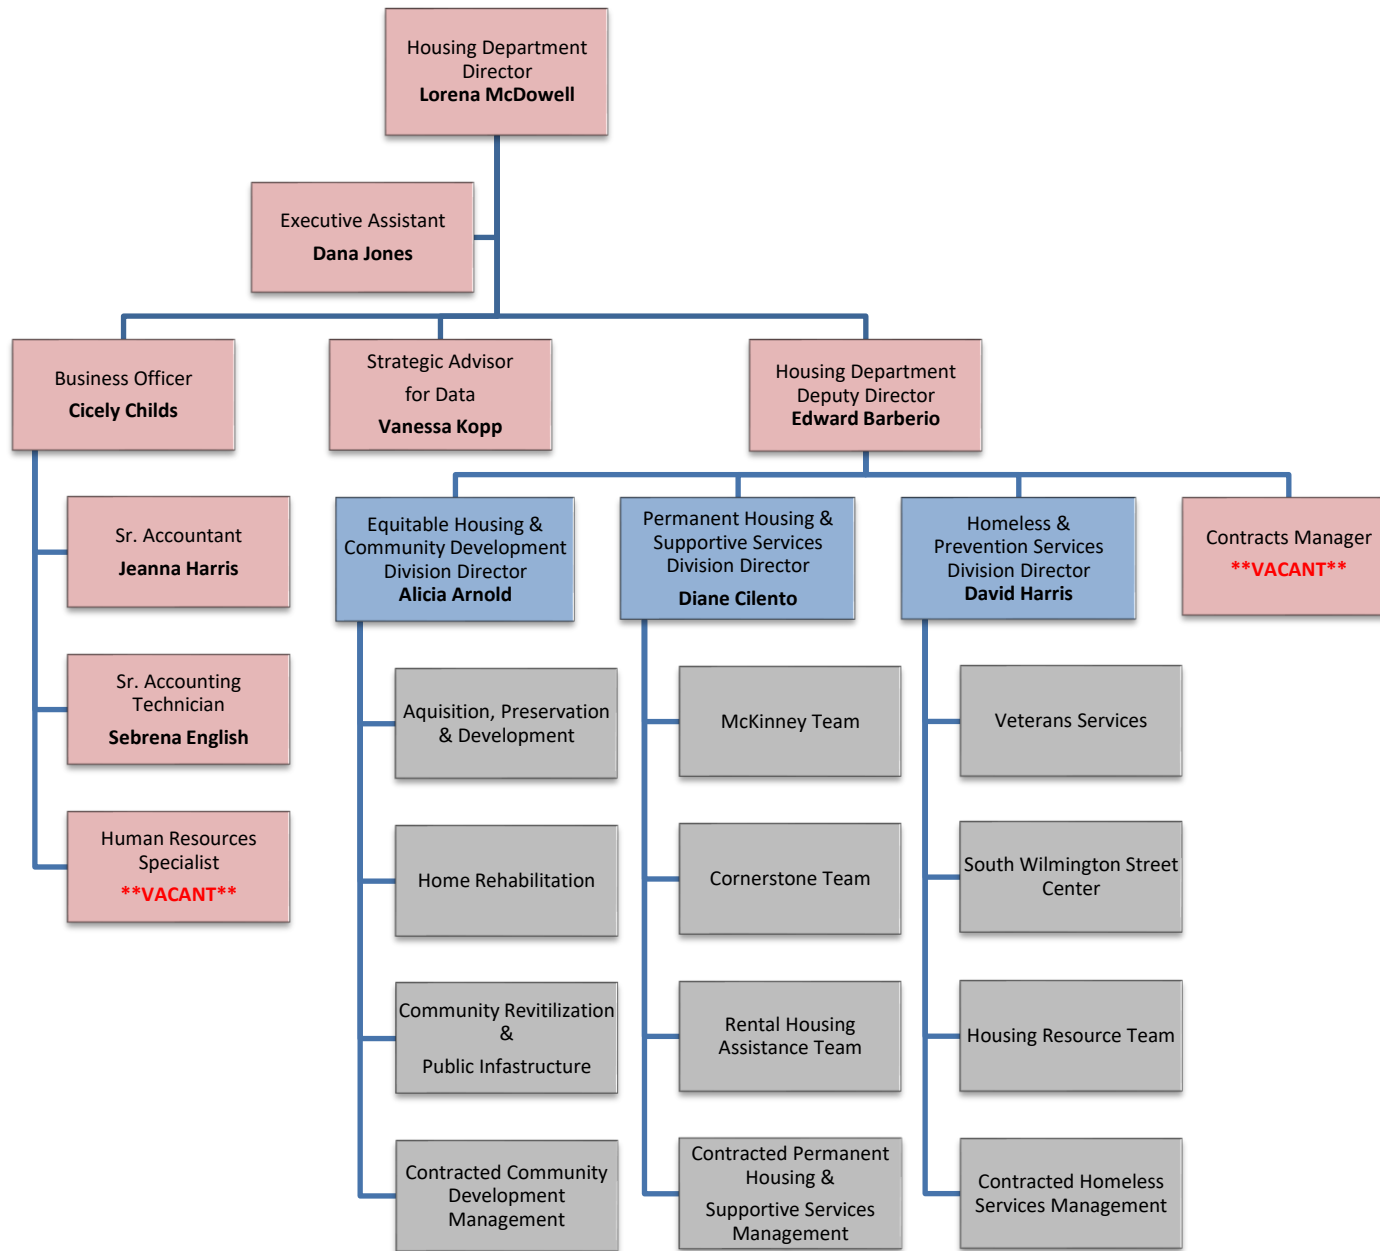 Housing Department
Director
Lorena McDowell
Executive Assistant
Dana Jones
Business Officer
Cicely Childs
Strategic Advisor
for Data
Vanessa Kopp
Housing Department
Deputy Director
Edward Barberio
Sr. Accountant
Jeanna Harris
Sr. Accounting
Technician
Sebrena English
Human Resources
Specialist
**VACANT**
Equitable Housing &
Community Development
Division Director
Alicia Arnold
Permanent Housing &
Supportive Services
Division Director
Diane Cilento
Homeless &
Prevention Services
Division Director
David Harris
Contracts Manager
**VACANT**
Aquisition, Preservation
& Development
Home Rehabilitation
Community Revitilization
&
Public Infastructure
Contracted Community
Development
Management
McKinney Team
Cornerstone Team
Rental Housing
Assistance Team
Contracted Permanent
Housing &
Supportive Services
Management
Veterans Services
South Wilmington Street
Center
Housing Resource Team
Contracted Homeless
Services Management